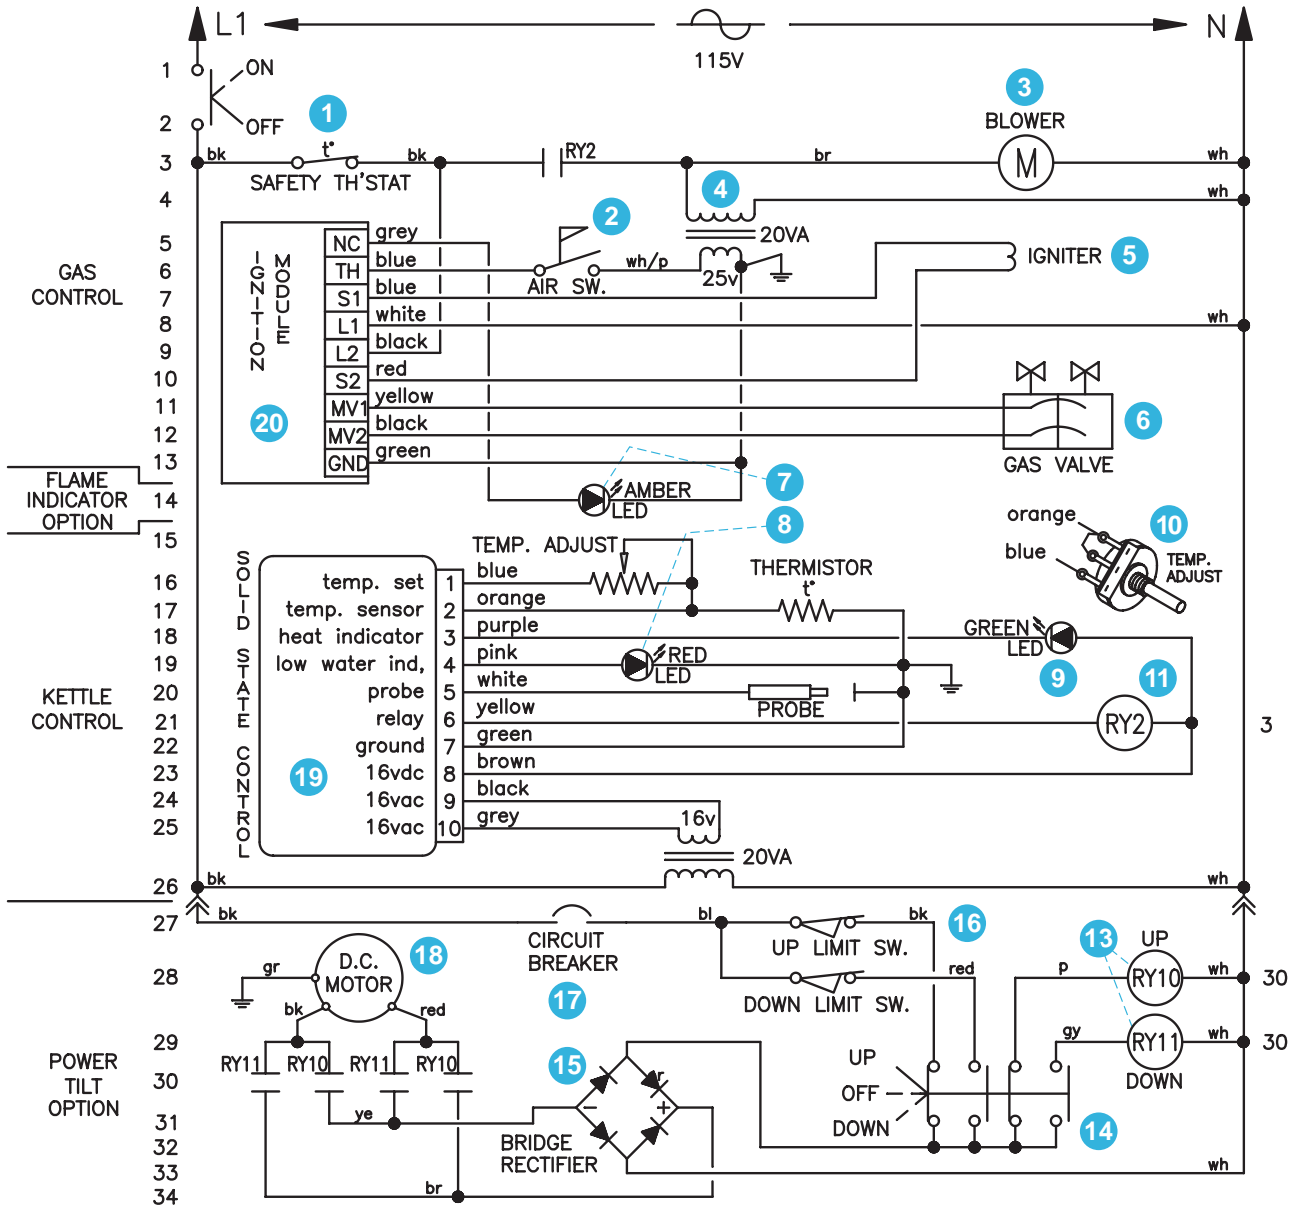 L1
115V
N
1
ON
2
OFF
1
3
BLOWER
3
bk
t°
bk
RY2
br
M
wh
SAFETY TH'STAT
4
4
wh
2
20VA
5
NC
grey
IGNITER
5
6
TH
blue
wh/p
25v
AIR SW.
GAS
CONTROL
IGNITION
MODULE
7
S1
blue
8
L1
white
wh
9
L2
black
10
S2
red
11
MV1
yellow
6
20
12
MV2
black
13
GND
green
GAS VALVE
FLAME
INDICATOR
OPTION
7
14
AMBER
LED
8
orange
10
15
TEMP. ADJUST
blue
TEMP.
ADJUST
SOLID STATE CONTROL
THERMISTOR
t°
16
temp. set
1
blue
17
temp. sensor
2
orange
18
heat indicator
3
purple
GREEN
LED
19
low water ind,
4
pink
RED
LED
9
11
KETTLE
CONTROL
20
probe
5
white
PROBE
21
relay
6
yellow
RY2
3
22
ground
7
green
23
19
16vdc
8
brown
24
16vac
9
black
25
16vac
10
grey
16v
20VA
26
bk
wh
27
bk
bl
bk
16
CIRCUIT
BREAKER
UP LIMIT SW.
13
UP
18
D.C.
MOTOR
28
gr
red
p
RY10
wh
30
DOWN LIMIT SW.
17
bk
red
29
gy
RY11
wh
30
POWER
TILT
OPTION
RY11
RY10
RY11
RY10
15
r
UP
DOWN
30
OFF
31
ye
−
+
DOWN
14
32
BRIDGE
RECTIFIER
33
wh
34
br